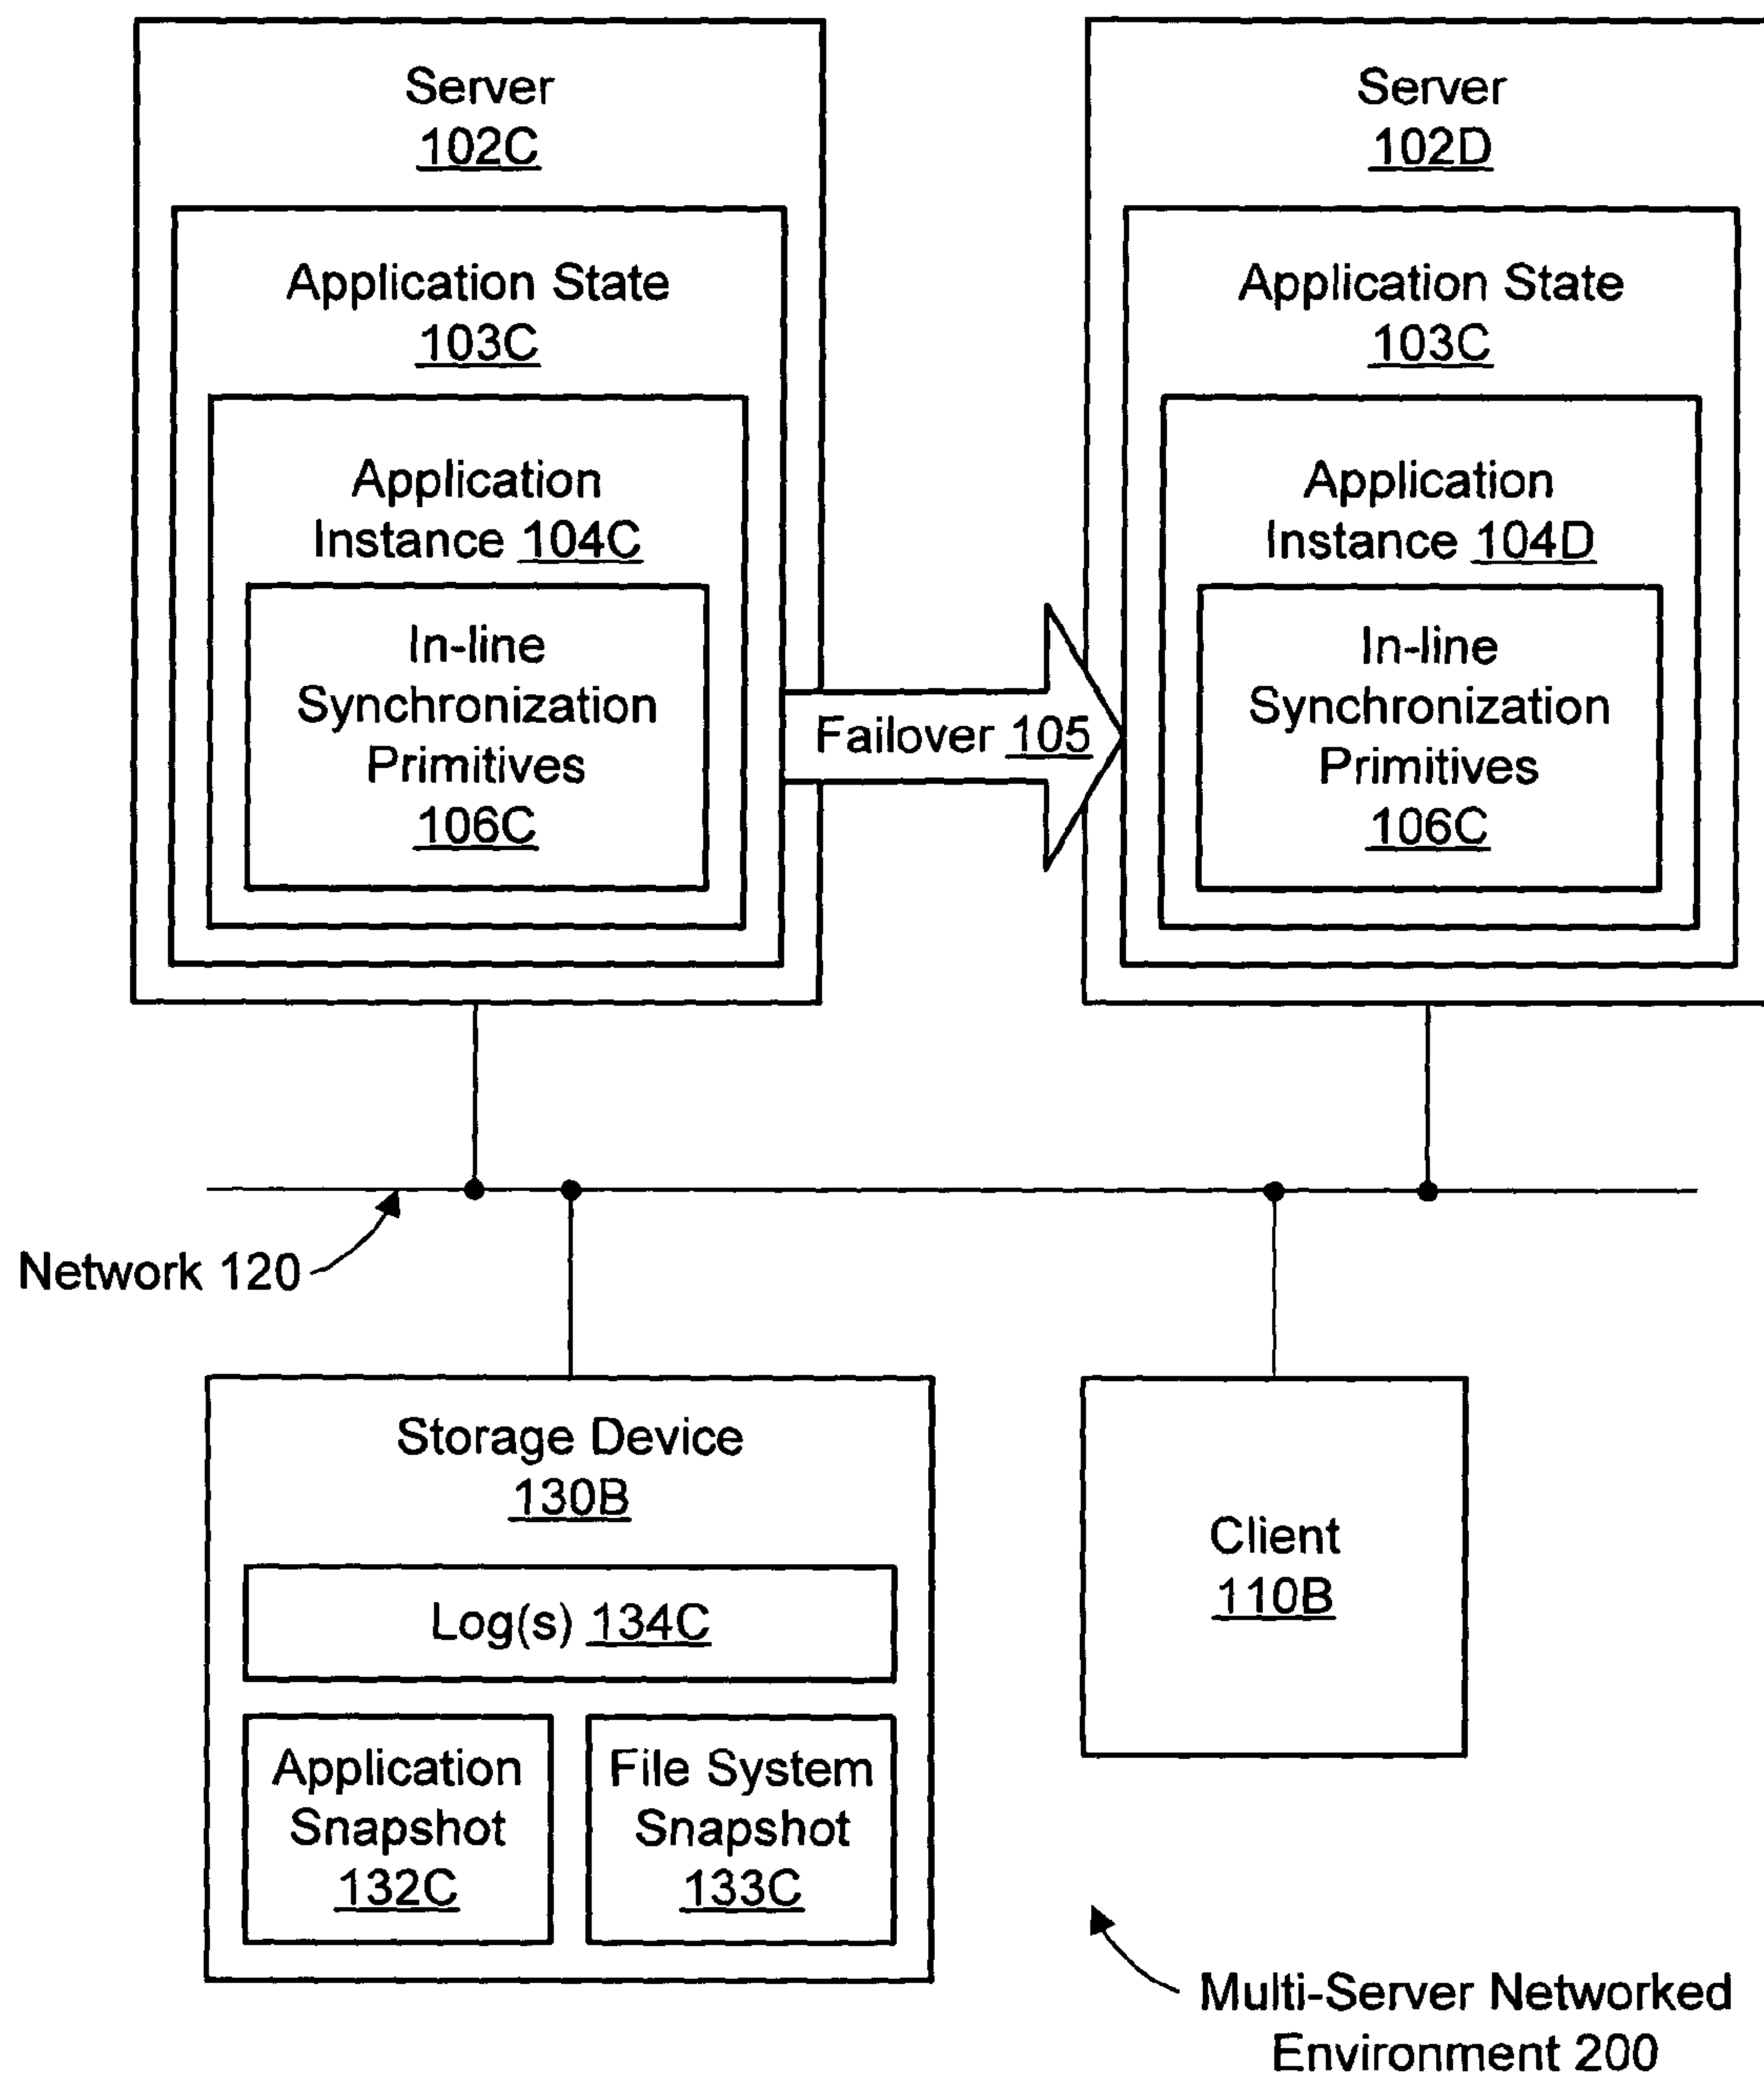 Server
102C
Application State
103C
Application
Instance 104C
In-line
Synchronization
Primitives
106C
Failover 105
Server
102D
Application State
103C
Application
Instance 104D
In-line
Synchronization
Primitives
106C
Network 120
Storage Device
130B
Log(s) 134C
Application
Snapshot
132C
File System
Snapshot
133C
Client
110B
Multi-Server Networked
Environment 200